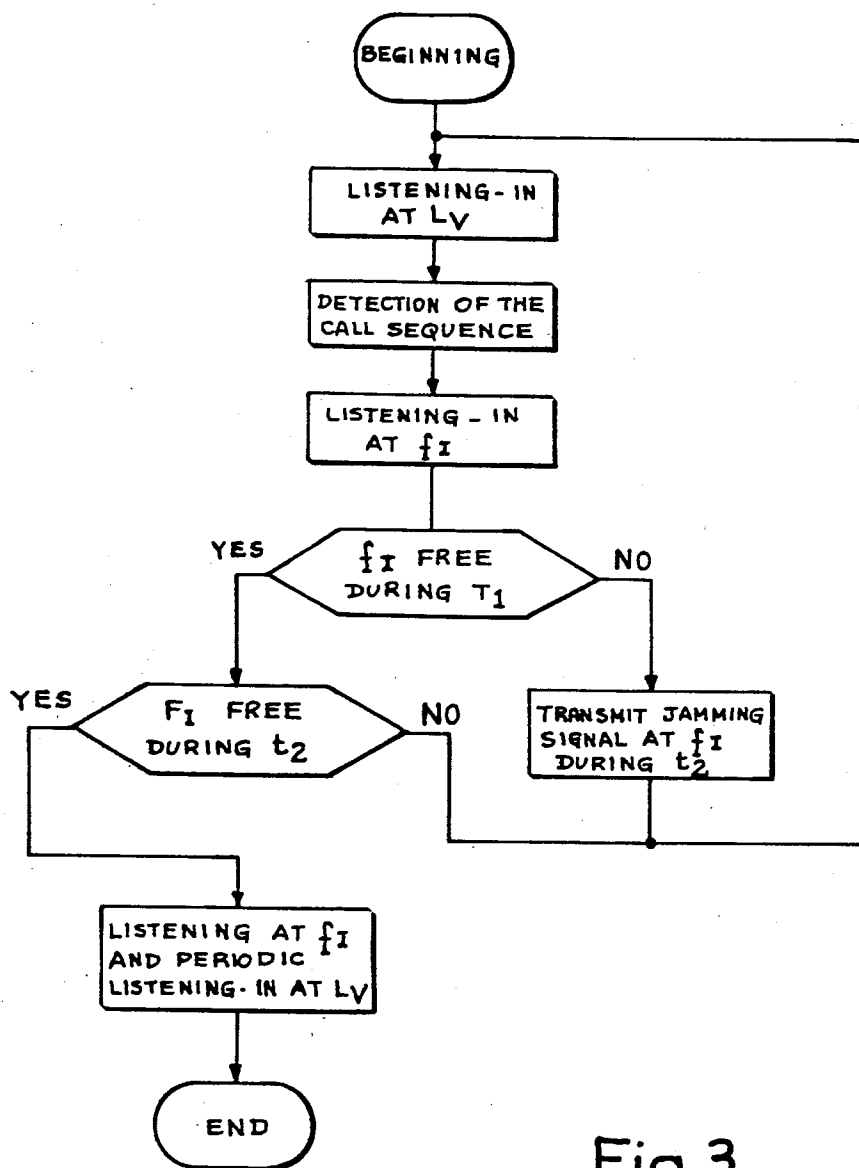 BEGINNING
LISTENING-IN
AT LV
DETECTION OF THE
CALL SEQUENCE
LISTENING-IN
AT fI
YES
fI FREE
DURING T1
NO
YES
FI FREE
DURING t2
NO
TRANSMIT JAMMING
SIGNAL AT fI
DURING t2
LISTENING AT fI
AND PERIODIC
LISTENING-IN AT LV
END
Fig.3